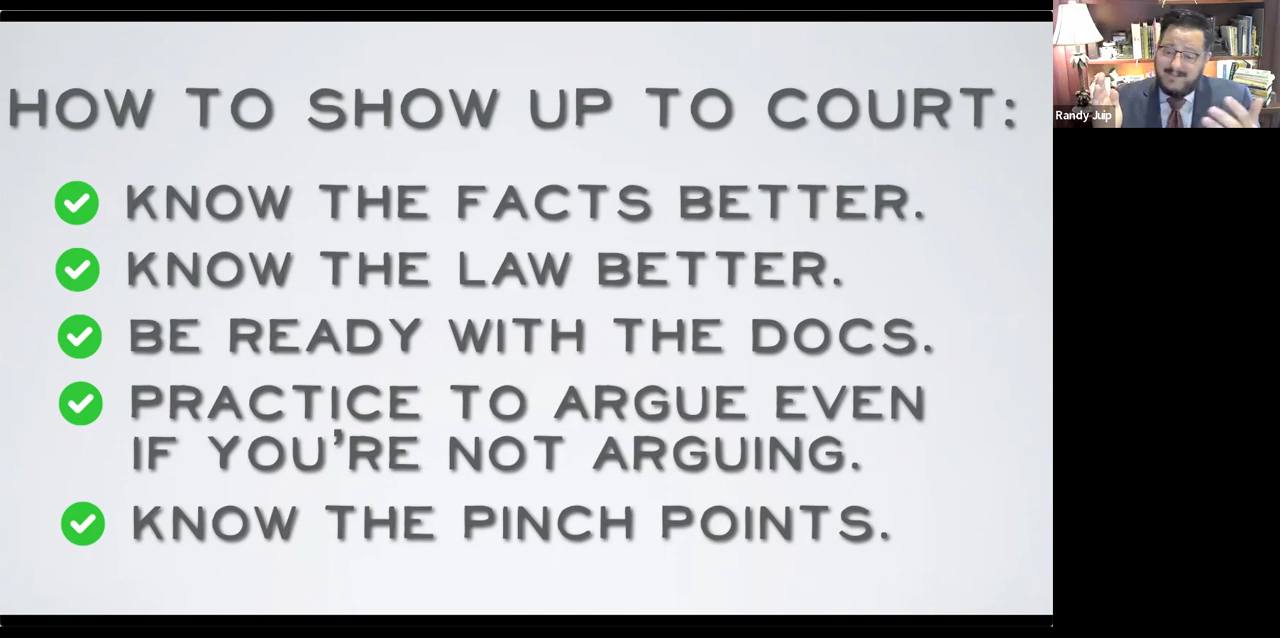 HOW TO SHOW UP TO COURT:
KNOW THE FACTS BETTER.
KNOW THE LAW BETTER.
BE READY WITH THE DOCS.
PRACTICE TO ARGUE EVEN
IF YOU'RE NOT ARGUING.
KNOW THE PINCH POINTS.
Randy Juip